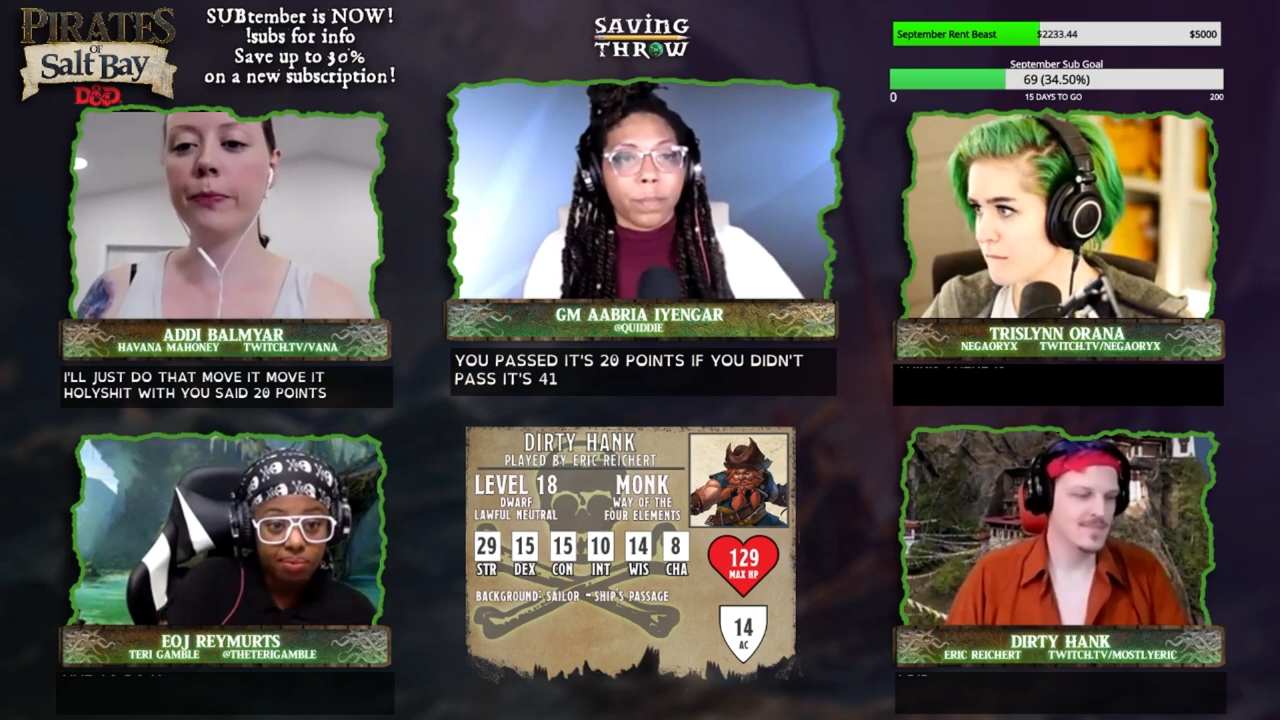 PIRATES
OF
Salt Bay
D&D
SUBtember is NOW!
!subs for info
Save up to 30%
on a new subscription!
SAVING
THROW
September Rent Beast $2233.44 $5000
September Sub Goal
69 (34.50%)
0 15 DAYS TO GO 200
ADDI BALMYAR
HAVANA MAHONEY TWITCH.TV/VANA
I'LL JUST DO THAT MOVE IT MOVE IT
HOLYSHIT WITH YOU SAID 20 POINTS
GM AABRIA IYENGAR
@QUIDDIE
YOU PASSED IT'S 20 POINTS IF YOU DIDN'T
PASS IT'S 41
TRISLYNN ORANA
NEGAORYX TWITCH.TV/NEGAORYX
EOJ REYMURTS
TERI GAMBLE @THETERIGAMBLE
DIRTY HANK
PLAYED BY ERIC REICHERT
LEVEL 18 MONK
DWARF WAY OF THE
LAWFUL NEUTRAL FOUR ELEMENTS
29 15 15 10 14 8
STR DEX CON INT WIS CHA
129
MAX HP
BACKGROUND: SAILOR - SHIP'S PASSAGE
14
AC
DIRTY HANK
ERIC REICHERT TWITCH.TV/MOSTLYERIC